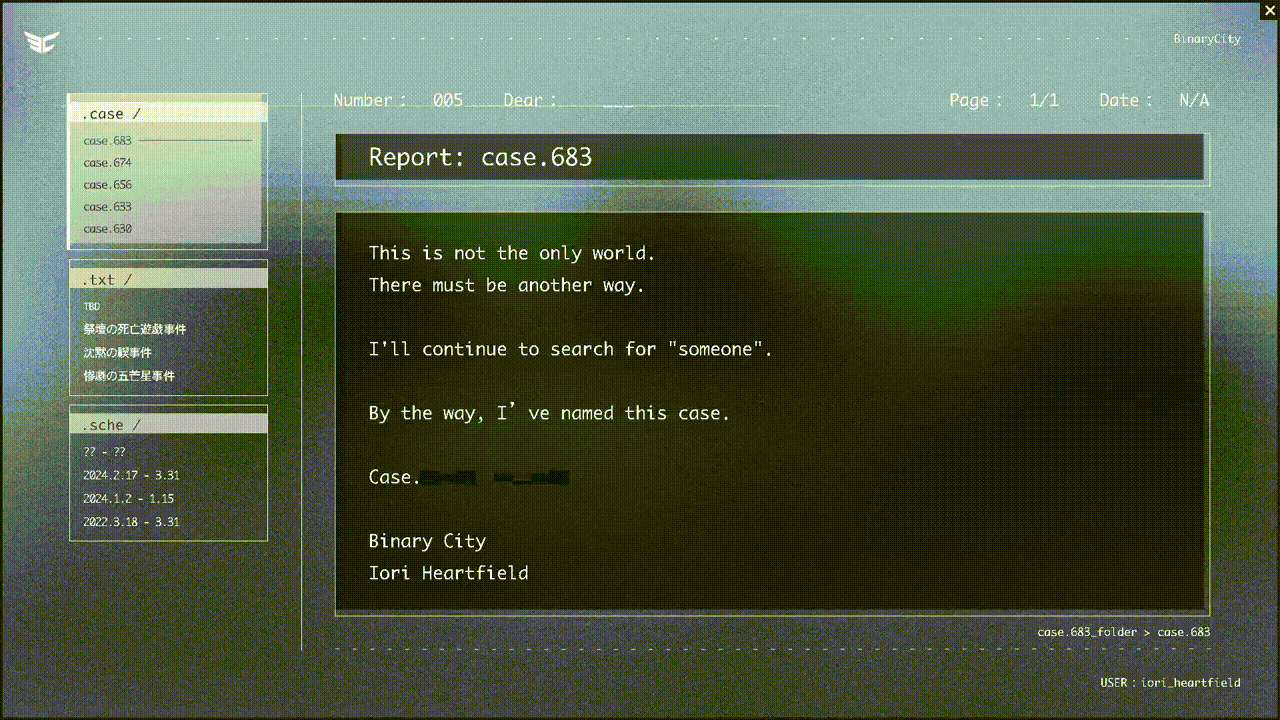 BinaryCity
Number : 005 Dear :
Page : 1/1 Date : N/A
.case /
case.683
case.674
case.656
case.633
case.630
.txt /
TBD
祭壇の死亡遊戯事件
沈黙の禊事件
惨劇の五芒星事件
.sche /
?? - ??
2024.2.17 - 3.31
2024.1.2 - 1.15
2022.3.18 - 3.31
Report: case.683
This is not the only world.
There must be another way.
I'll continue to search for "someone".
By the way, I’ve named this case.
Case.
Binary City
Iori Heartfield
case.683_folder > case.683
USER : iori_heartfield